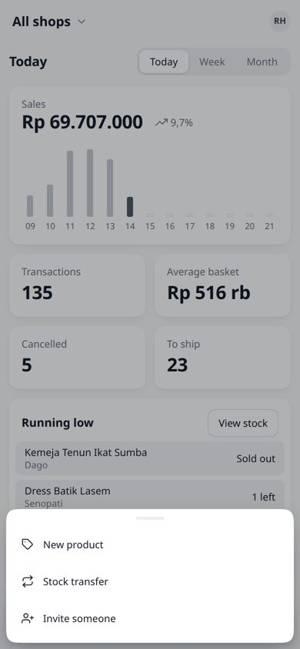 All shops
RH
Today
Today Week Month
Sales
Rp 69.707.000 9,7%
09 10 11 12 13 14 15 16 17 18 19 20 21
Transactions
135
Average basket
Rp 516 rb
Cancelled
5
To ship
23
Running low
View stock
Kemeja Tenun Ikat Sumba
Dago
Sold out
Dress Batik Lasem
Senopati
1 left
New product
Stock transfer
Invite someone